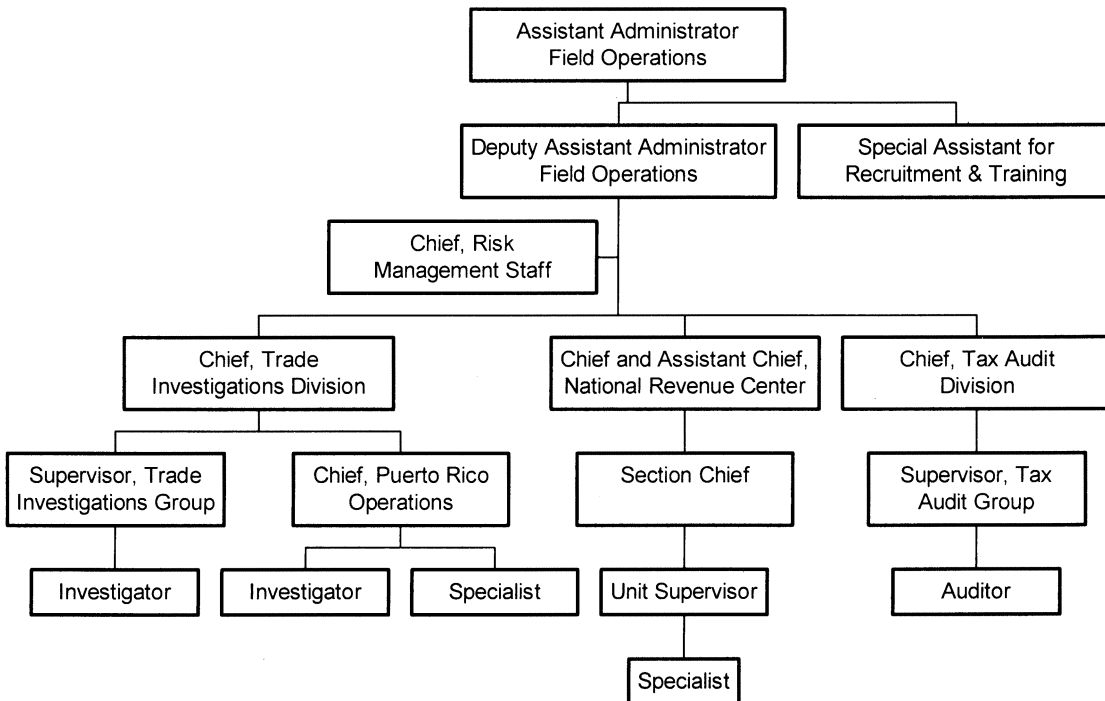 Assistant Administrator
Field Operations
Deputy Assistant Administrator
Field Operations
Special Assistant for
Recruitment & Training
Chief, Risk
Management Staff
Chief, Trade
Investigations Division
Chief and Assistant Chief,
National Revenue Center
Chief, Tax Audit
Division
Supervisor, Trade
Investigations Group
Chief, Puerto Rico
Operations
Section Chief
Supervisor, Tax
Audit Group
Investigator
Investigator
Specialist
Unit Supervisor
Auditor
Specialist